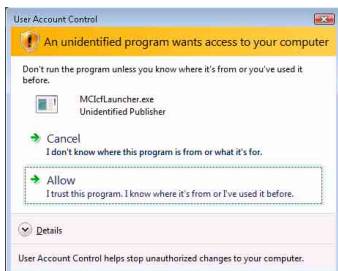 User Account Control
An unidentified program wants access to your computer
Don't run the program unless you know where it's from or you've used it
before.
MCIcfLauncher.exe
Unidentified Publisher
Cancel
I don't know where this program is from or what it's for.
Allow
I trust this program. I know where it's from or I've used it before.
Details
User Account Control helps stop unauthorized changes to your computer.